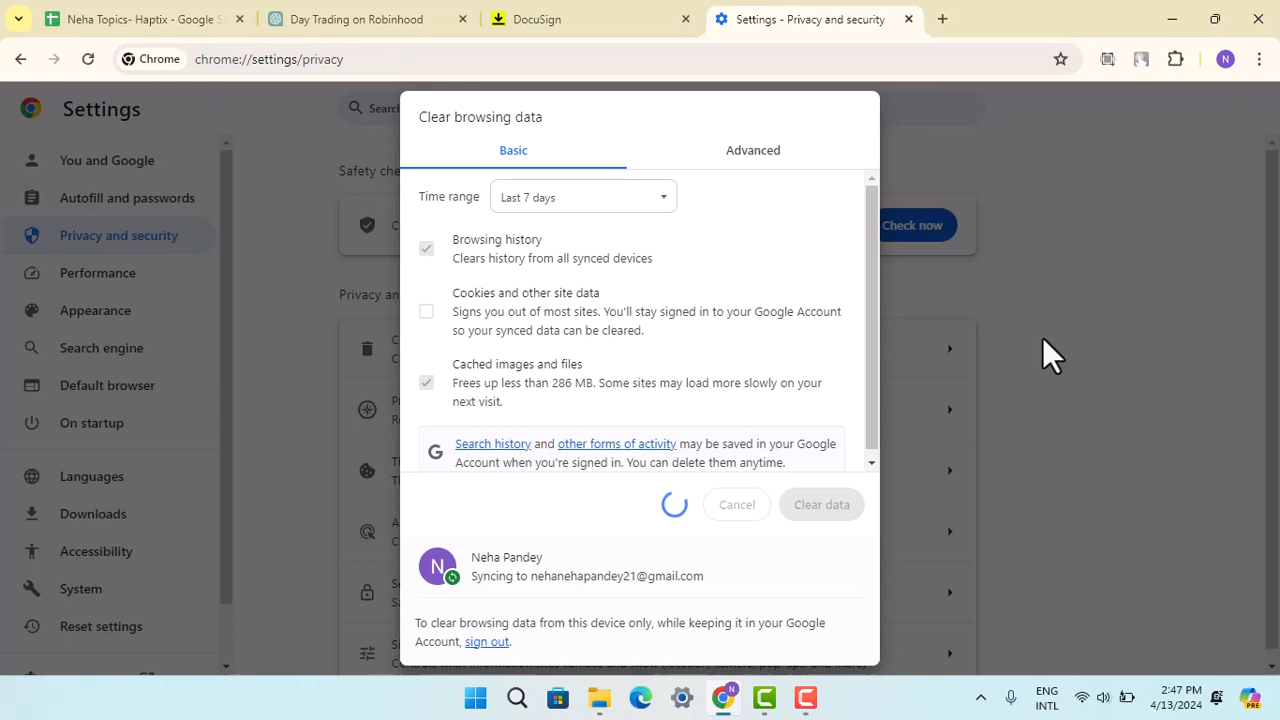 Neha Topics- Haptix - Google S
Day Trading on Robinhood
DocuSign
Settings - Privacy and security
Chrome
chrome://settings/privacy
N
Settings
Search
You and Google
Autofill and passwords
Privacy and security
Performance
Appearance
Search engine
Default browser
On startup
Languages
Downloads
Accessibility
System
Reset settings
Safety che
Check now
Privacy an
Clear browsing data
Basic
Advanced
Time range
Last 7 days
Browsing history
Clears history from all synced devices
Cookies and other site data
Signs you out of most sites. You'll stay signed in to your Google Account
so your synced data can be cleared.
Cached images and files
Frees up less than 286 MB. Some sites may load more slowly on your
next visit.
G
Search history and other forms of activity may be saved in your Google
Account when you're signed in. You can delete them anytime.
Cancel
Clear data
N
Neha Pandey
Syncing to nehanehapandey21@gmail.com
To clear browsing data from this device only, while keeping it in your Google
Account, sign out.
N
ENG
INTL
2:47 PM
4/13/2024
PRE